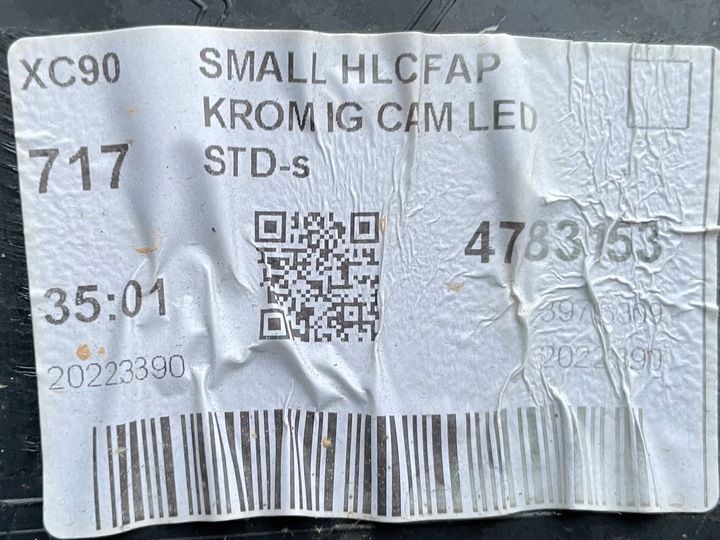 XC90
SMALL HLCFAP
KROM IG CAM LED
STD-s
717
4783153
35:01
20223390